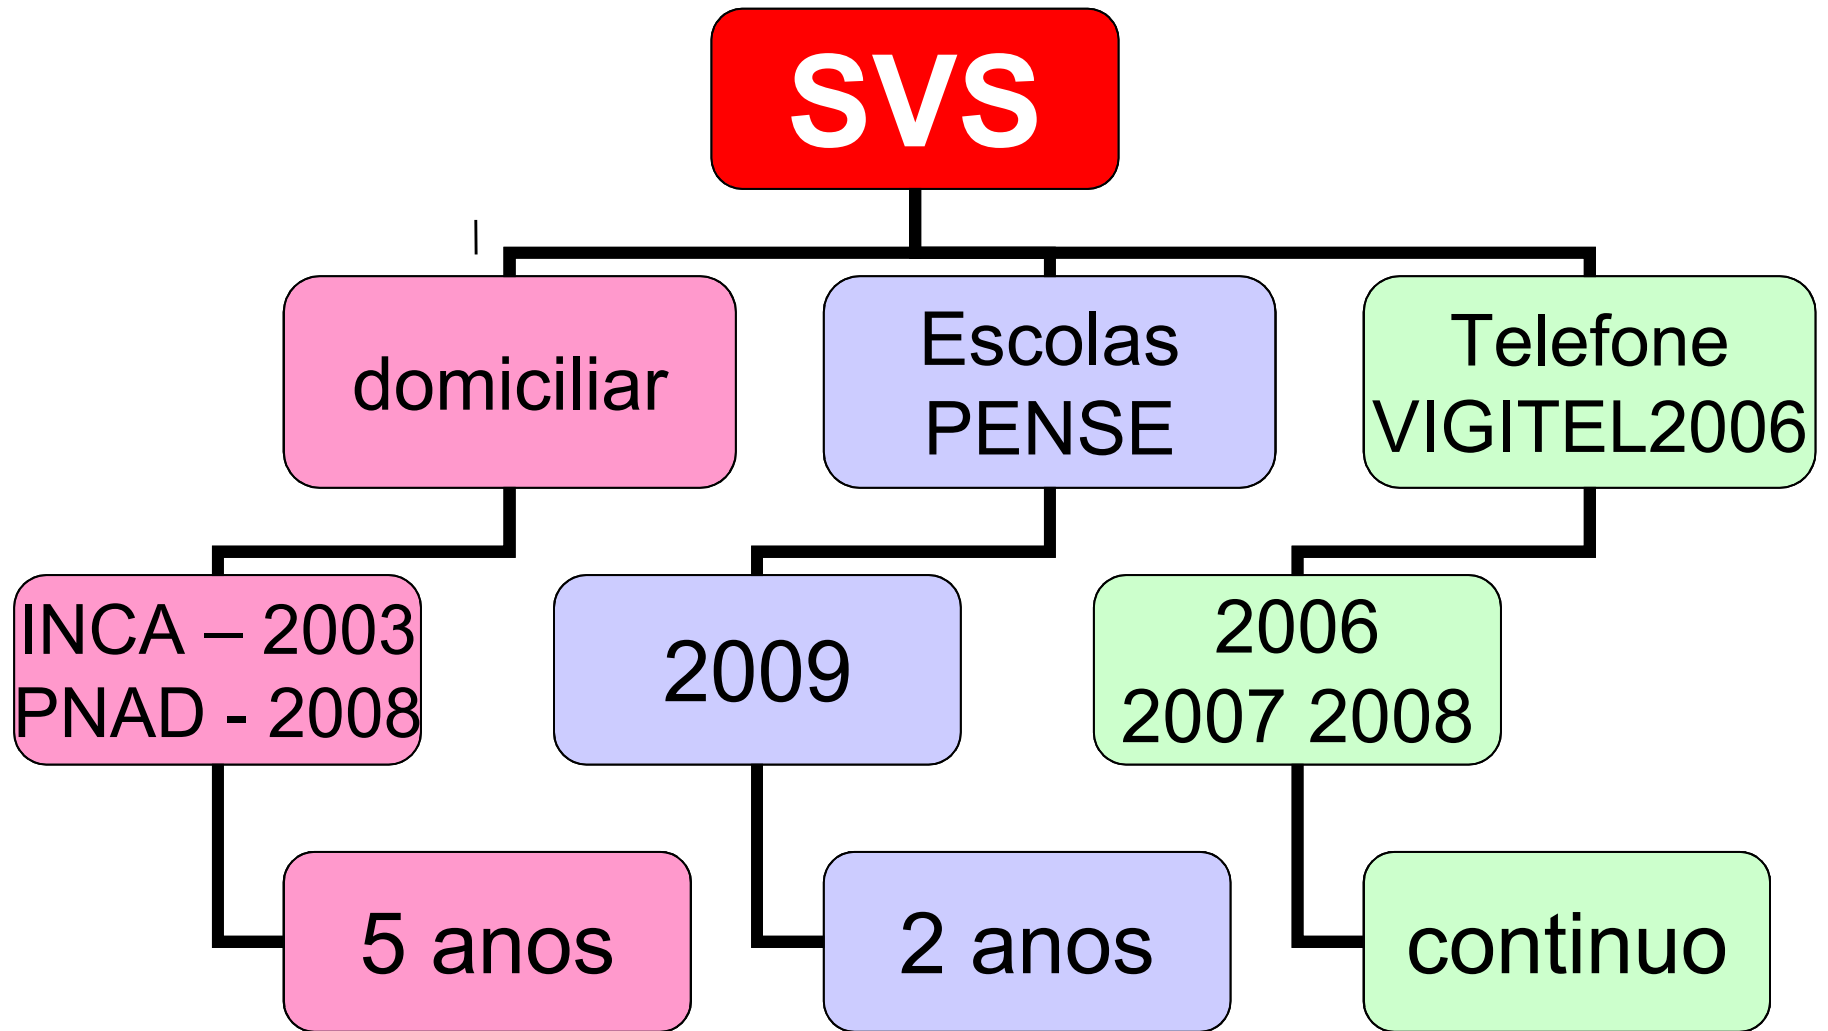 SVS
domiciliar
Escolas
PENSE
Telefone
VIGITEL2006
INCA – 2003
PNAD - 2008
2009
2006
2007 2008
5 anos
2 anos
continuo